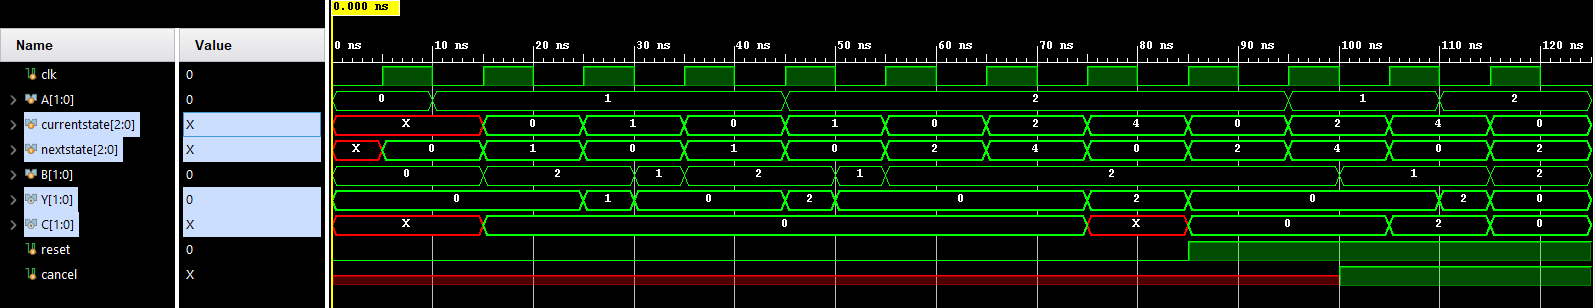 0.000 ns
Name Value 0 ns 10 ns 20 ns 30 ns 40 ns 50 ns 60 ns 70 ns 80 ns 90 ns 100 ns 110 ns 120 ns
clk 0
A[1:0] 0 0 1 2 1 2
currentstate[2:0] X X 0 1 0 1 0 2 4 0 2 4 0
nextstate[2:0] X X 0 1 0 1 0 2 4 0 2 4 0 2
B[1:0] 0 0 2 1 2 1 2 1 2
Y[1:0] 0 0 1 0 2 0 2 0 2 0
C[1:0] X X 0 X 0 2 0
reset 0
cancel X